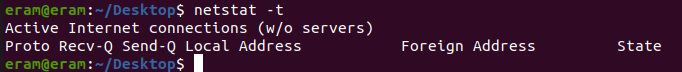 eram@eram:~/Desktop$ netstat -t
Active Internet connections (w/o servers)
Proto Recv-Q Send-Q Local Address           Foreign Address         State
eram@eram:~/Desktop$